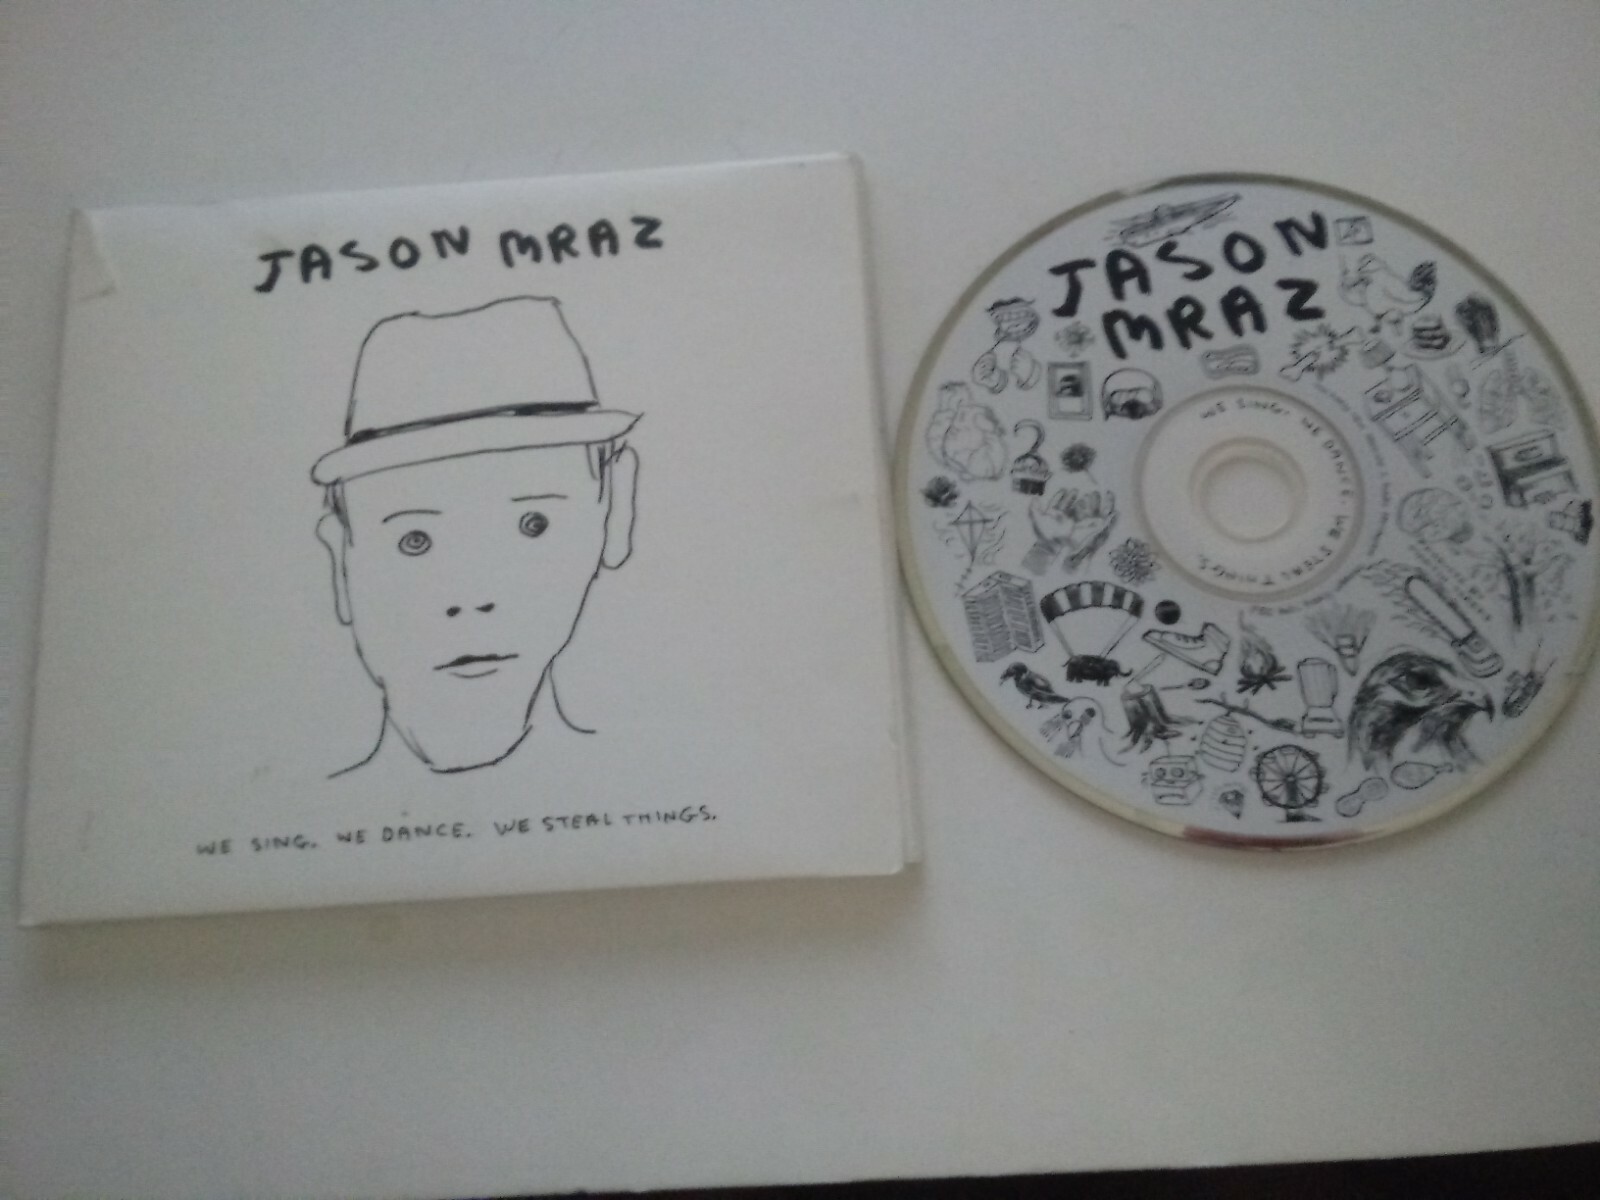 JASON MRAZ
WE SING. WE DANCE. WE STEAL THINGS.
JASON
MRAZ
WE SING. WE DANCE. WE STEAL THINGS.